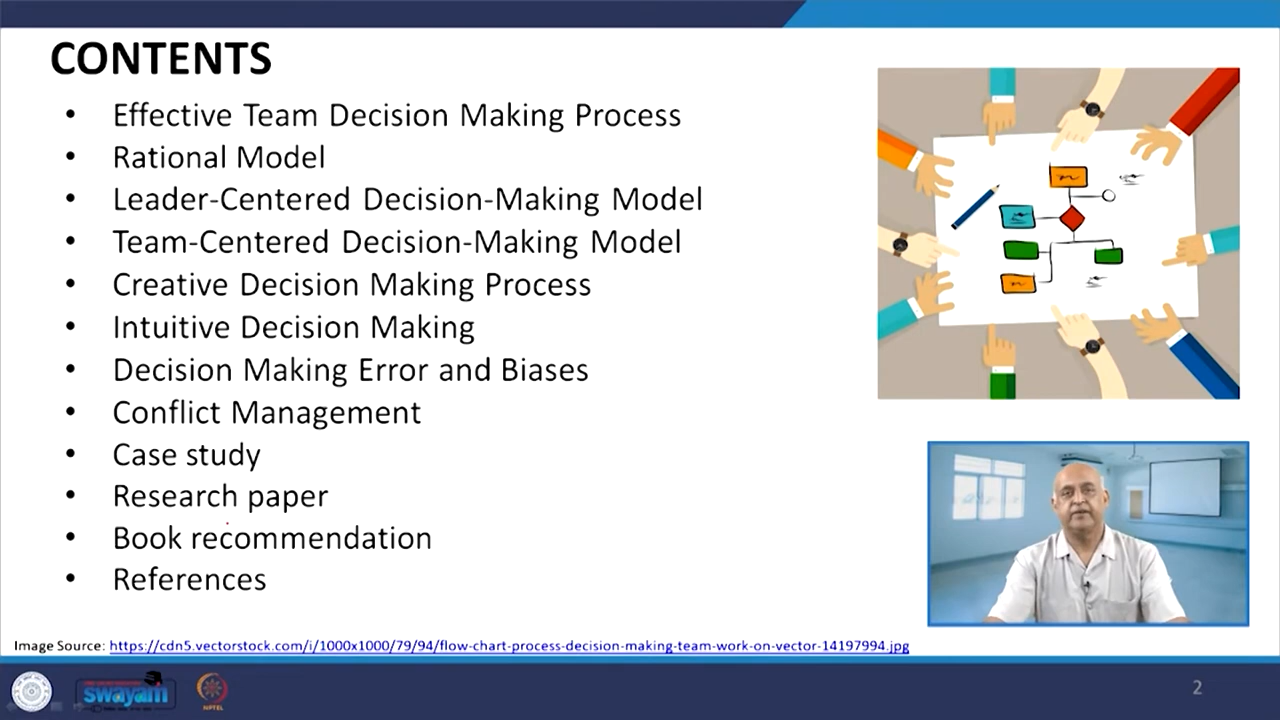 CONTENTS
• Effective Team Decision Making Process
• Rational Model
• Leader-Centered Decision-Making Model
• Team-Centered Decision-Making Model
• Creative Decision Making Process
• Intuitive Decision Making
• Decision Making Error and Biases
• Conflict Management
• Case study
• Research paper
• Book recommendation
• References
Image Source: https://cdn5.vectorstock.com/i/1000x1000/79/94/flow-chart-process-decision-making-team-work-on-vector-14197994.jpg
swayam
NPTEL
2